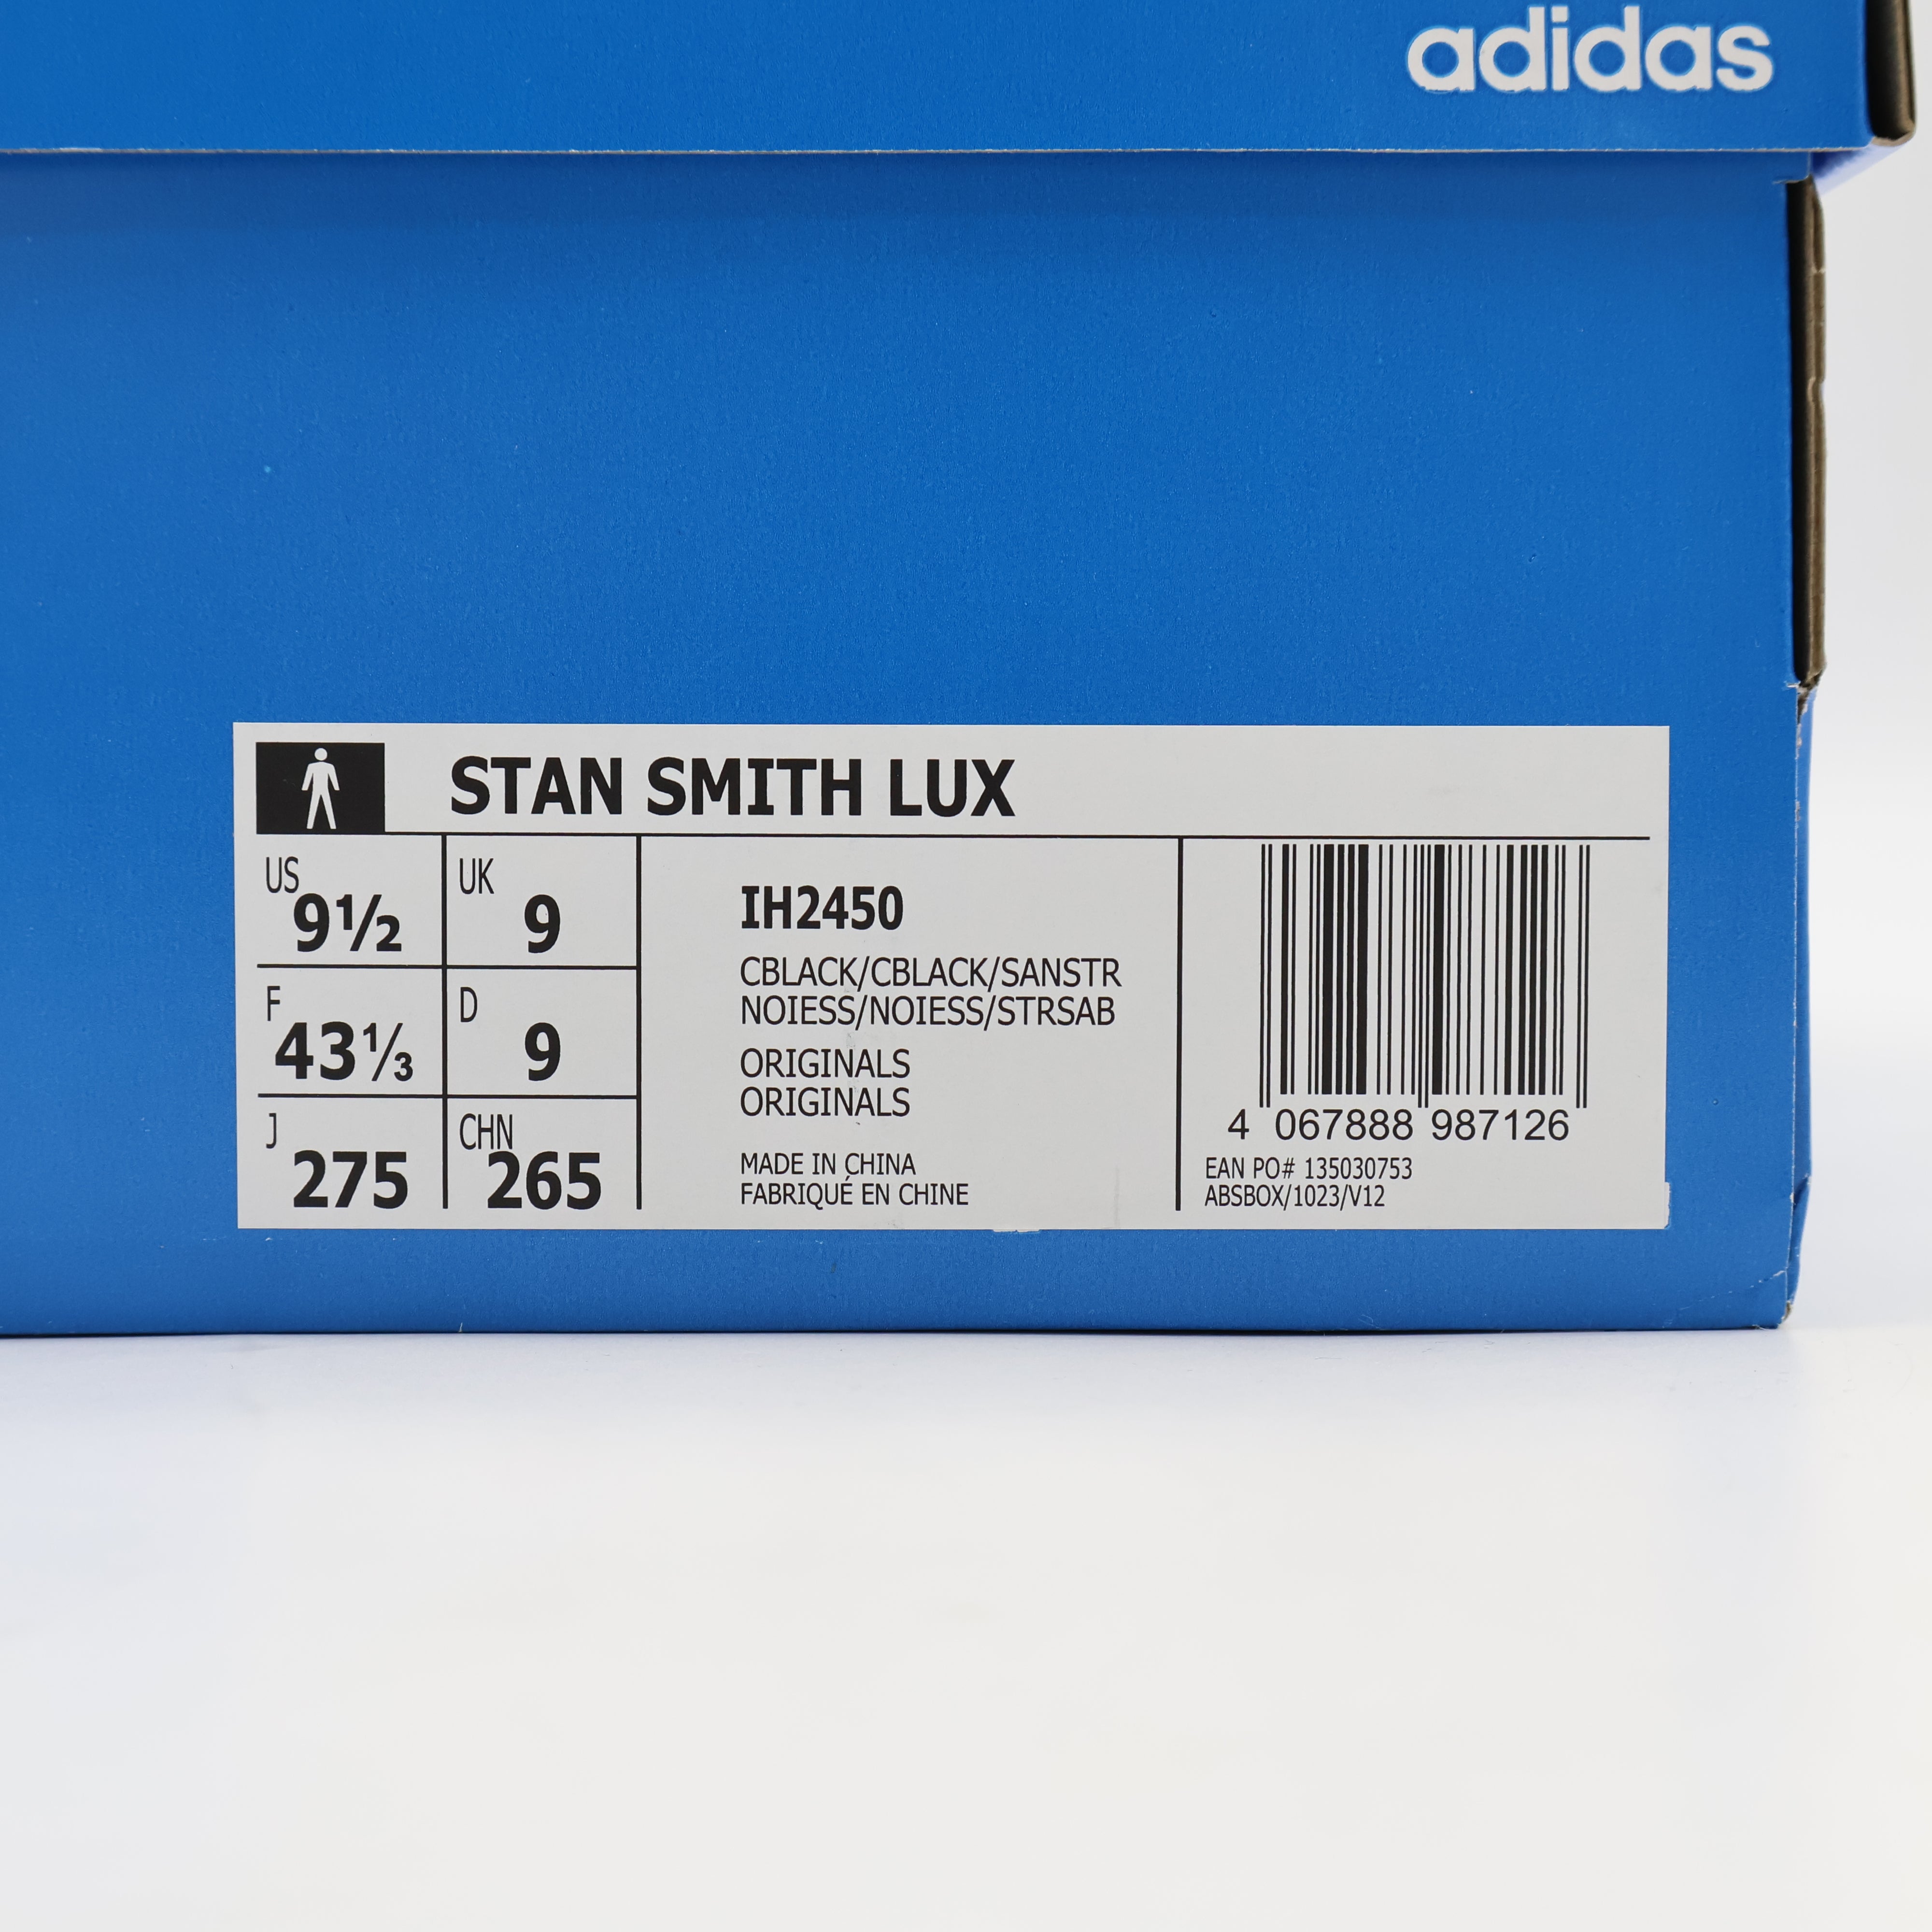 adidas
STAN SMITH LUX
US 9½
UK 9
F 43⅓
D 9
J 275
CHN 265
IH2450
CBLACK/CBLACK/SANSTR
NOIESS/NOIESS/STRSAB
ORIGINALS
ORIGINALS
MADE IN CHINA
FABRIQUÉ EN CHINE
4 067888 987126
EAN PO# 135030753
ABSBOX/1023/V12